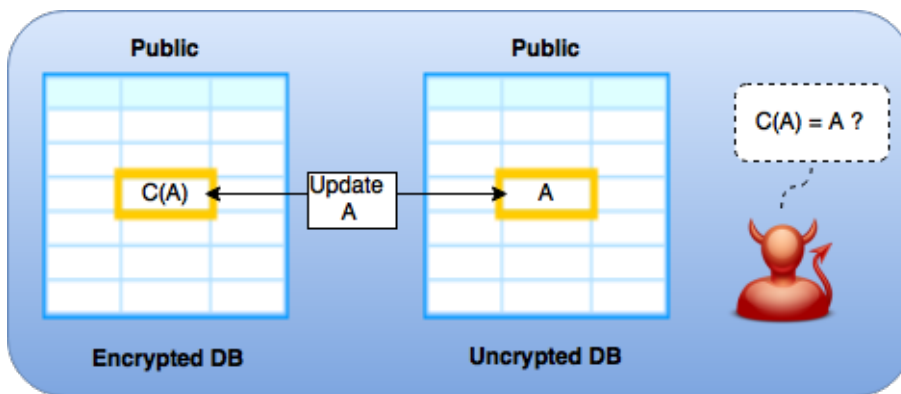 Public
Public
C(A) = A ?
C(A)
Update
A
A
Encrypted DB
Uncrypted DB